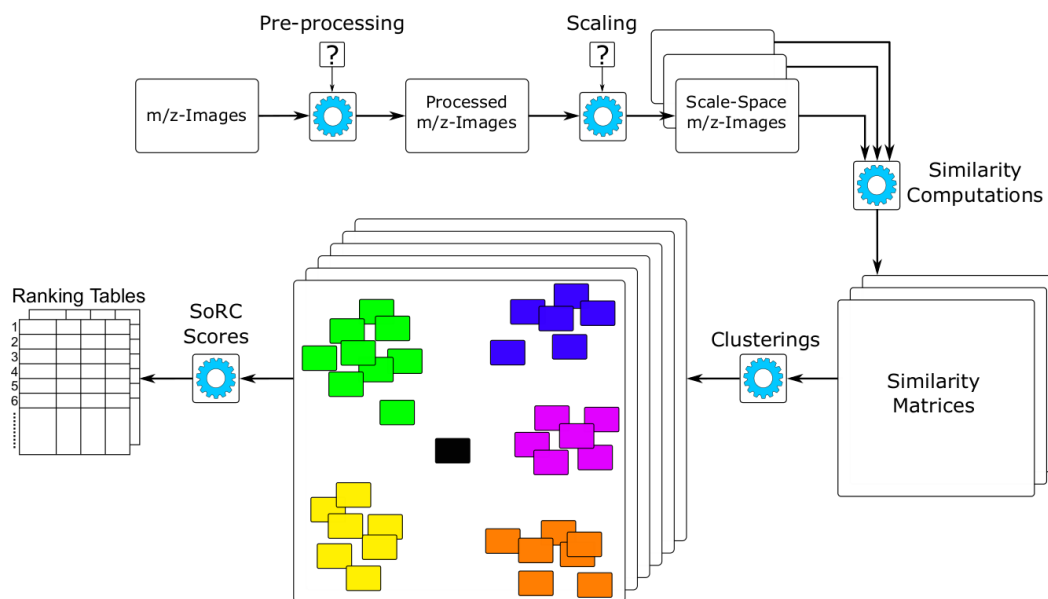 Pre-processing
Scaling
?
?
m/z-Images
Processed
m/z-Images
Scale-Space
m/z-Images
Similarity
Computations
Ranking Tables
SoRC
Scores
Clusterings
Similarity
Matrices
1
2
3
4
5
6